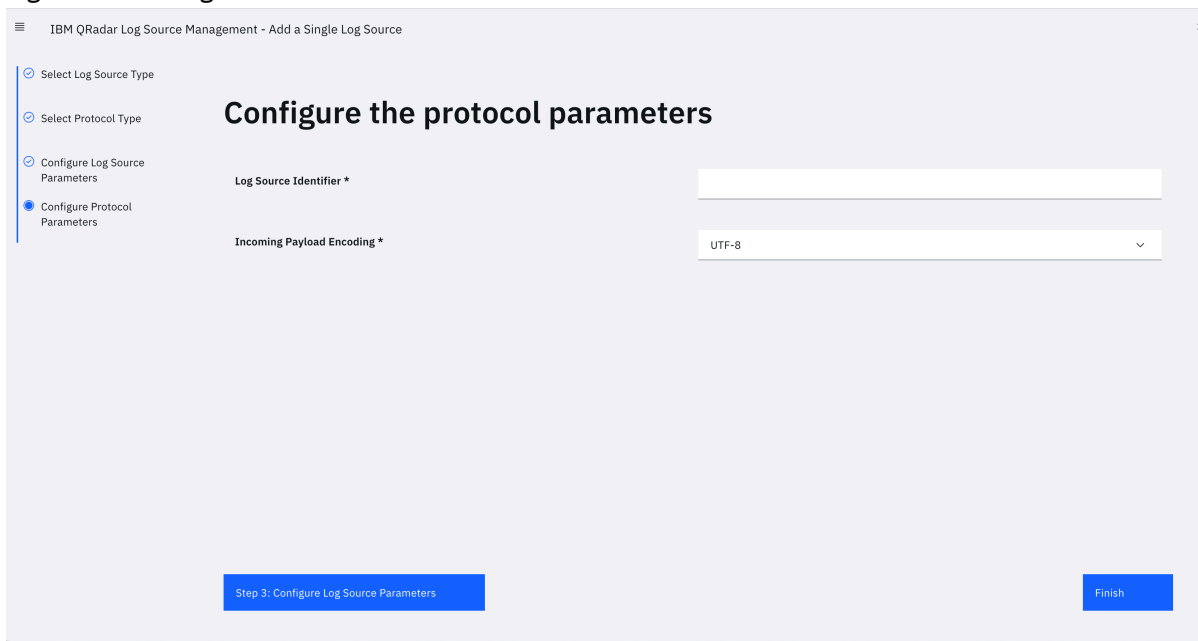 IBM QRadar Log Source Management - Add a Single Log Source
Select Log Source Type
Select Protocol Type
Configure Log Source
Parameters
Configure Protocol
Parameters
Configure the protocol parameters
Log Source Identifier *
Incoming Payload Encoding *
UTF-8
Step 3: Configure Log Source Parameters
Finish